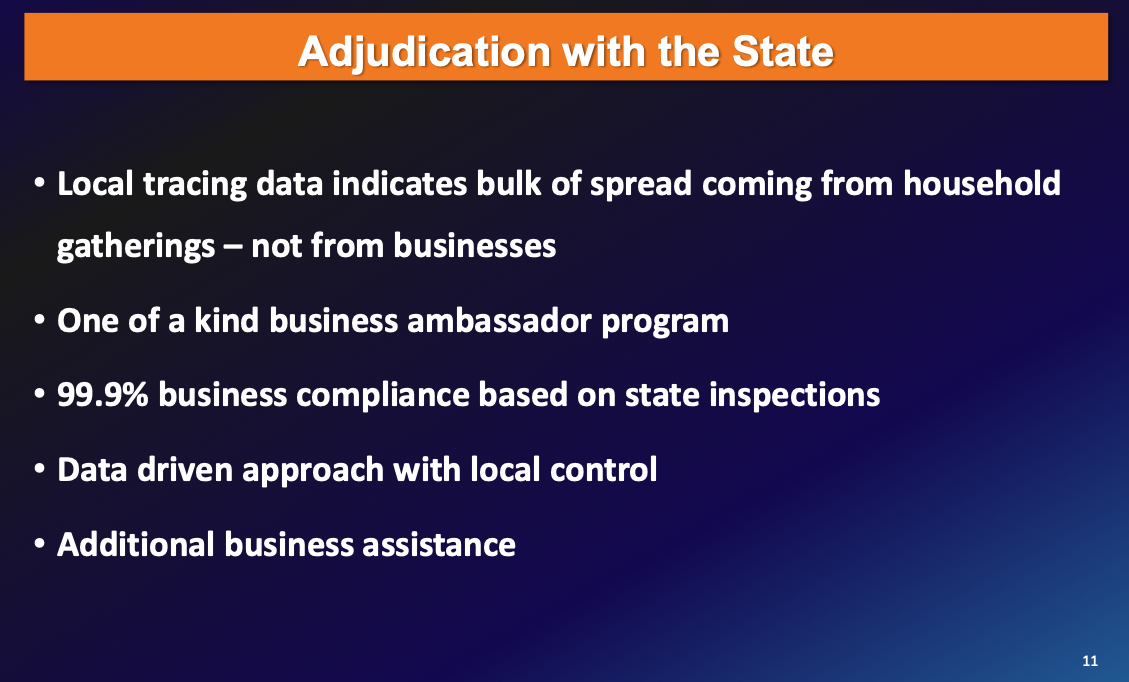 Adjudication with the State
• Local tracing data indicates bulk of spread coming from household
gatherings – not from businesses
• One of a kind business ambassador program
• 99.9% business compliance based on state inspections
• Data driven approach with local control
• Additional business assistance
11